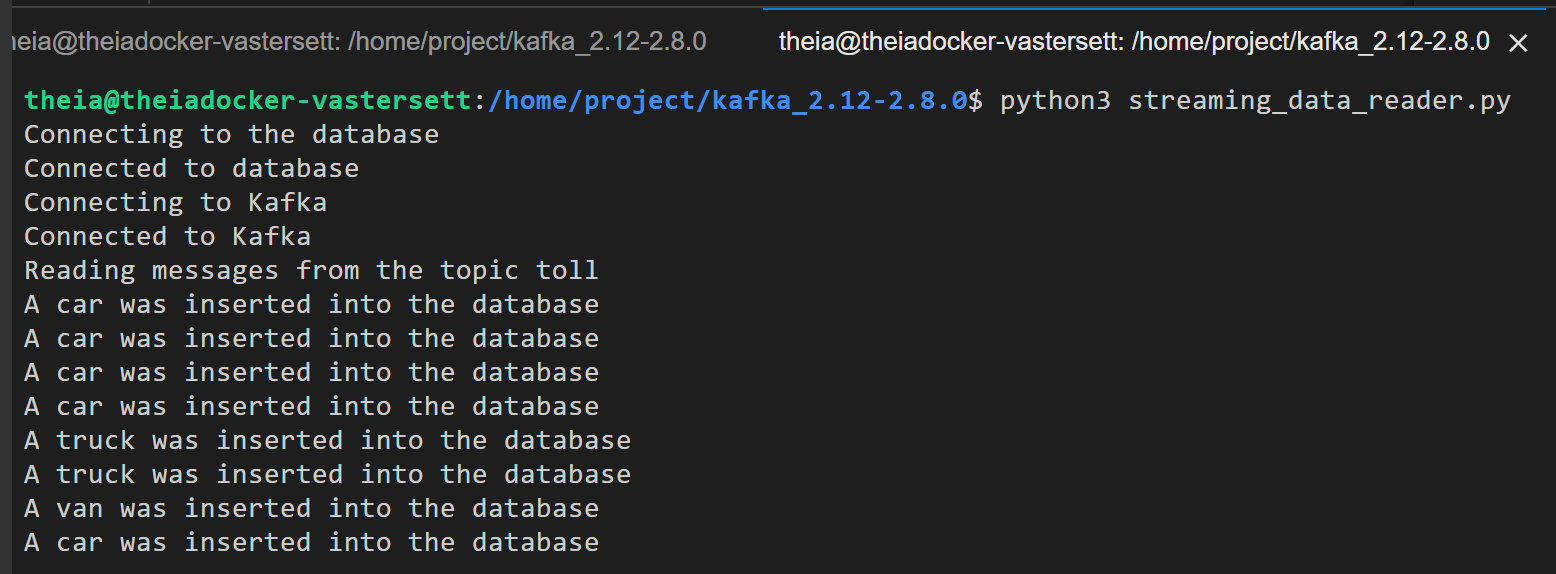 heia@theiadocker-vastersett: /home/project/kafka_2.12-2.8.0 theia@theiadocker-vastersett: /home/project/kafka_2.12-2.8.0 ×
theia@theiadocker-vastersett:/home/project/kafka_2.12-2.8.0$ python3 streaming_data_reader.py
Connecting to the database
Connected to database
Connecting to Kafka
Connected to Kafka
Reading messages from the topic toll
A car was inserted into the database
A car was inserted into the database
A car was inserted into the database
A car was inserted into the database
A truck was inserted into the database
A truck was inserted into the database
A van was inserted into the database
A car was inserted into the database